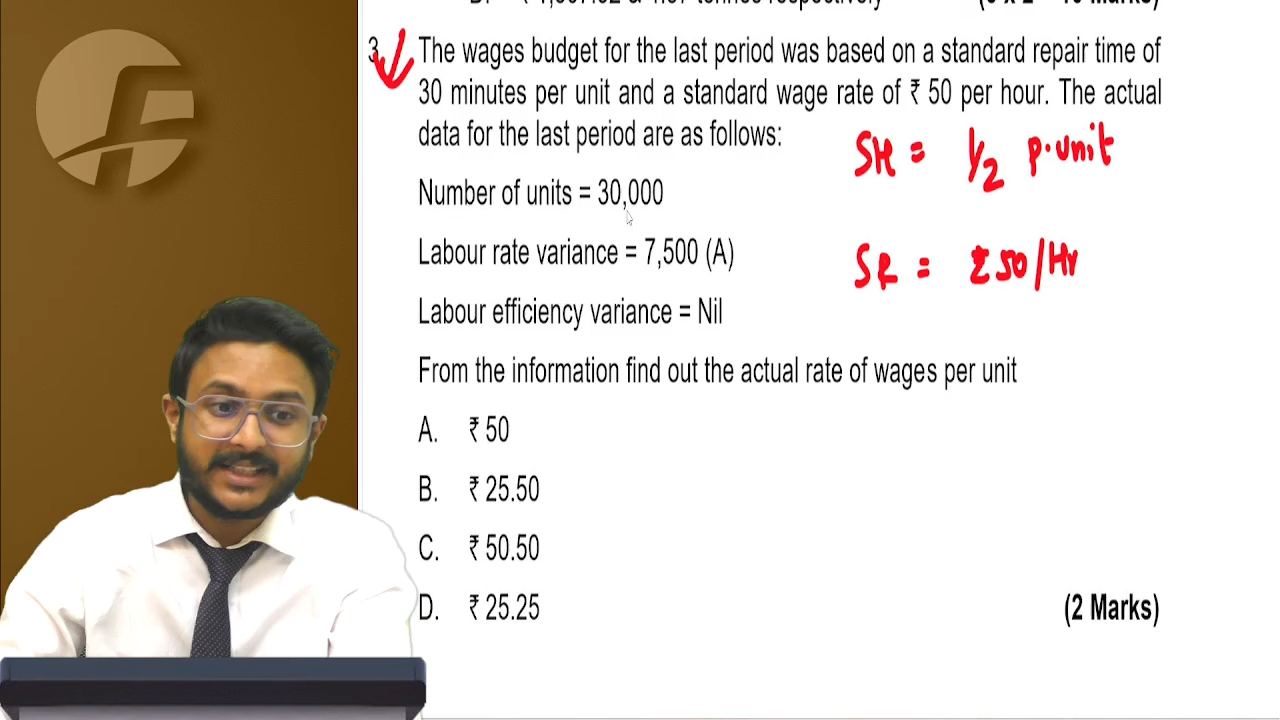 3. The wages budget for the last period was based on a standard repair time of
30 minutes per unit and a standard wage rate of ₹ 50 per hour. The actual
data for the last period are as follows:
SH = 1/2 p.unit
Number of units = 30,000
Labour rate variance = 7,500 (A)
SR = ₹50/Hr
Labour efficiency variance = Nil
From the information find out the actual rate of wages per unit
A. ₹ 50
B. ₹ 25.50
C. ₹ 50.50
D. ₹ 25.25 (2 Marks)